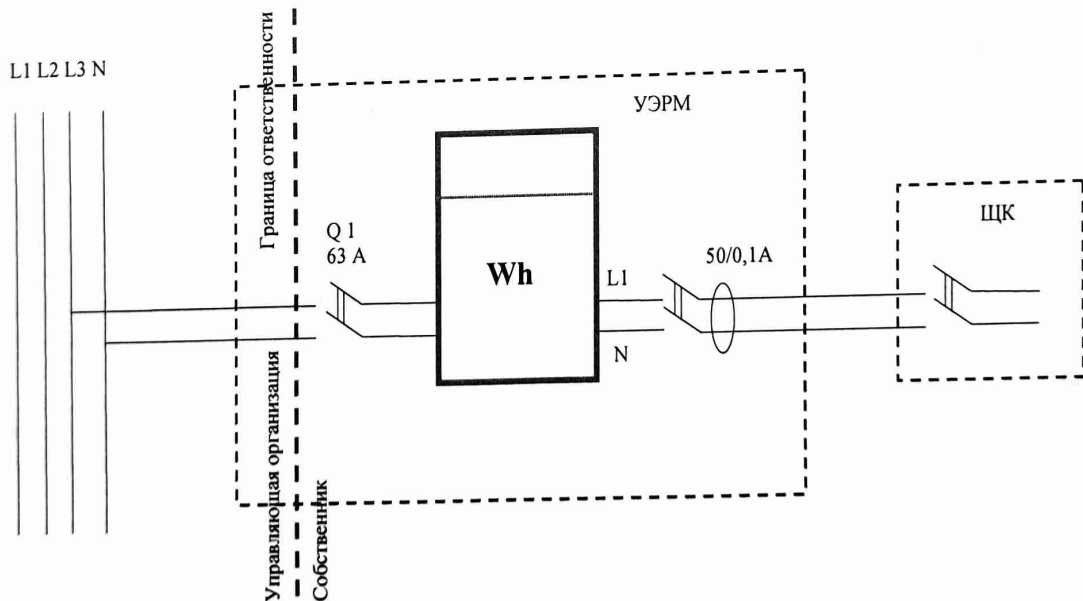 L1 L2 L3 N
Граница ответственности
УЭРМ
Q 1
63 А
Wh
L1
N
50/0,1А
ЩК
Управляющая организация
Собственник